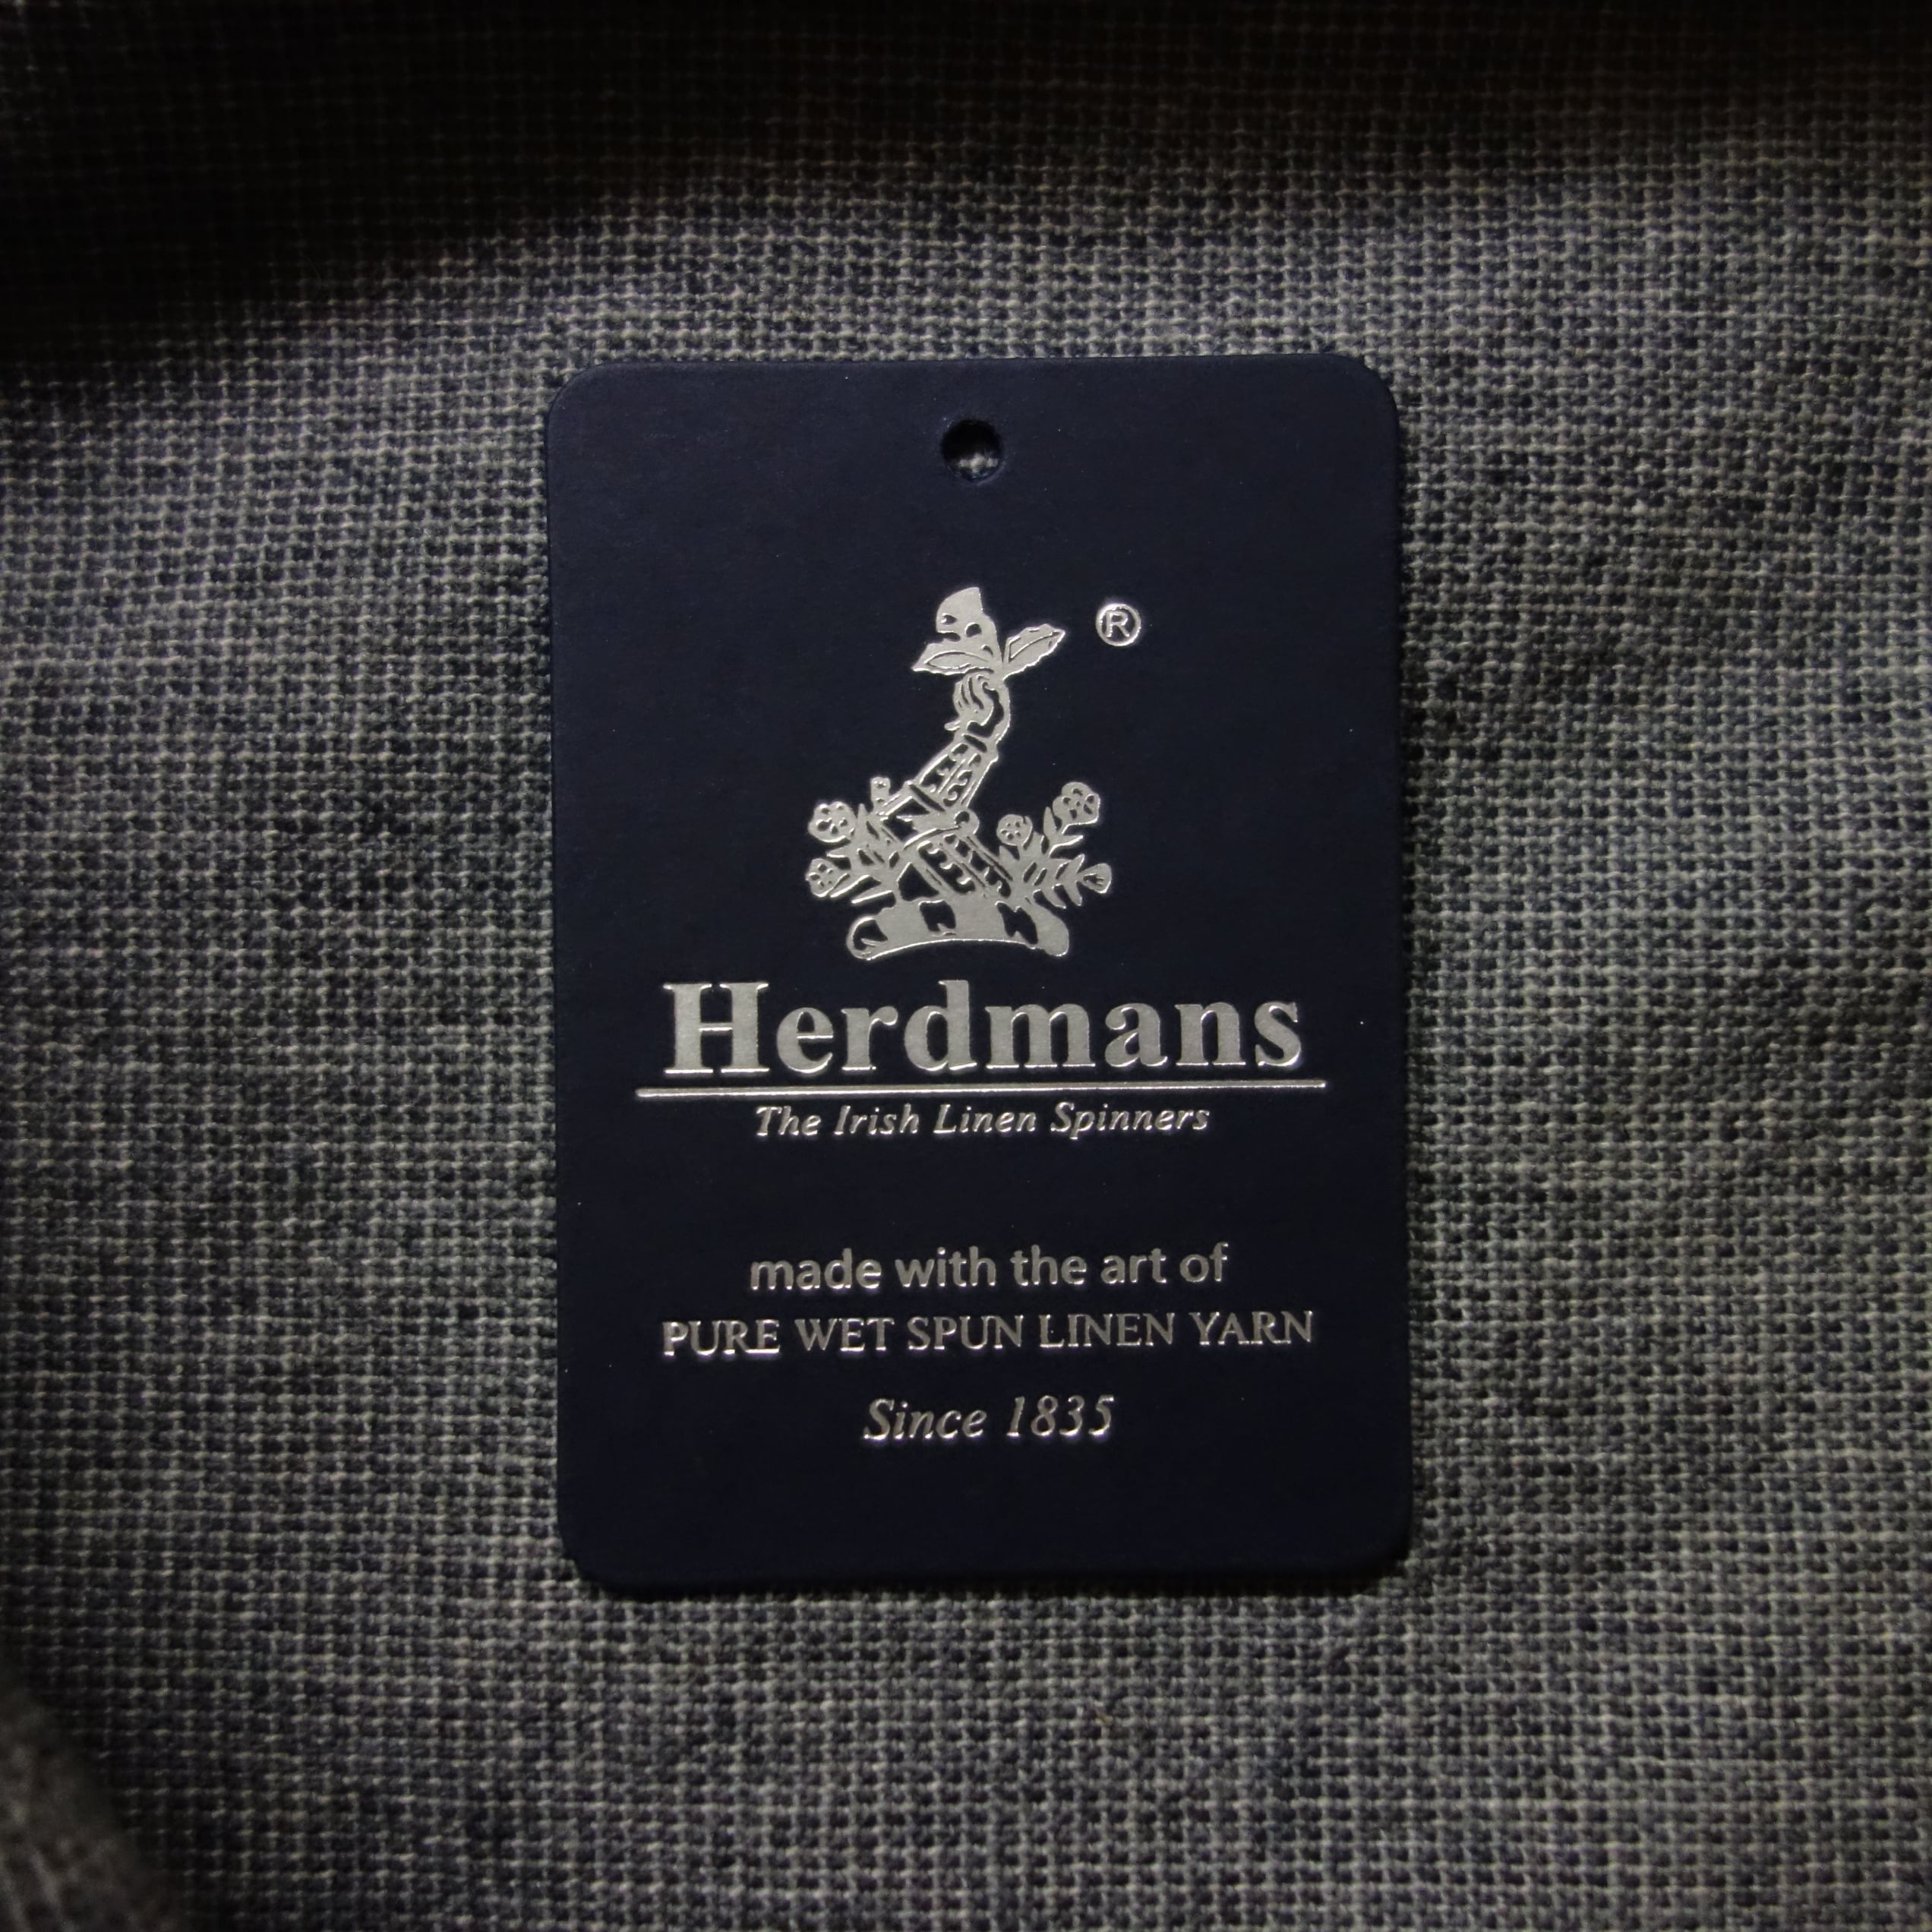 ®
Herdmans
The Irish Linen Spinners
made with the art of
PURE WET SPUN LINEN YARN
Since 1835